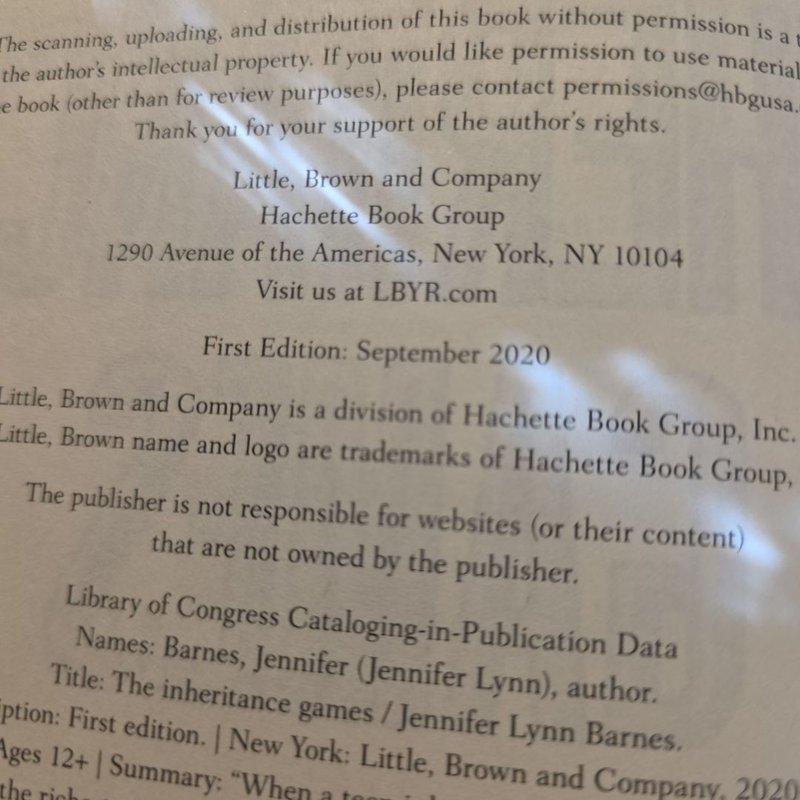 The scanning, uploading, and distribution of this book without permission is a
the author's intellectual property. If you would like permission to use material
book (other than for review purposes), please contact permissions@hbgusa.
Thank you for your support of the author's rights.
Little, Brown and Company
Hachette Book Group
1290 Avenue of the Americas, New York, NY 10104
Visit us at LBYR.com
First Edition: September 2020
Little, Brown and Company is a division of Hachette Book Group, Inc.
Little, Brown name and logo are trademarks of Hachette Book Group,
The publisher is not responsible for websites (or their content)
that are not owned by the publisher.
Library of Congress Cataloging-in-Publication Data
Names: Barnes, Jennifer (Jennifer Lynn), author.
Title: The inheritance games / Jennifer Lynn Barnes.
iption: First edition. | New York: Little, Brown and Company, 2020
Ages 12+ | Summary: "When a
the